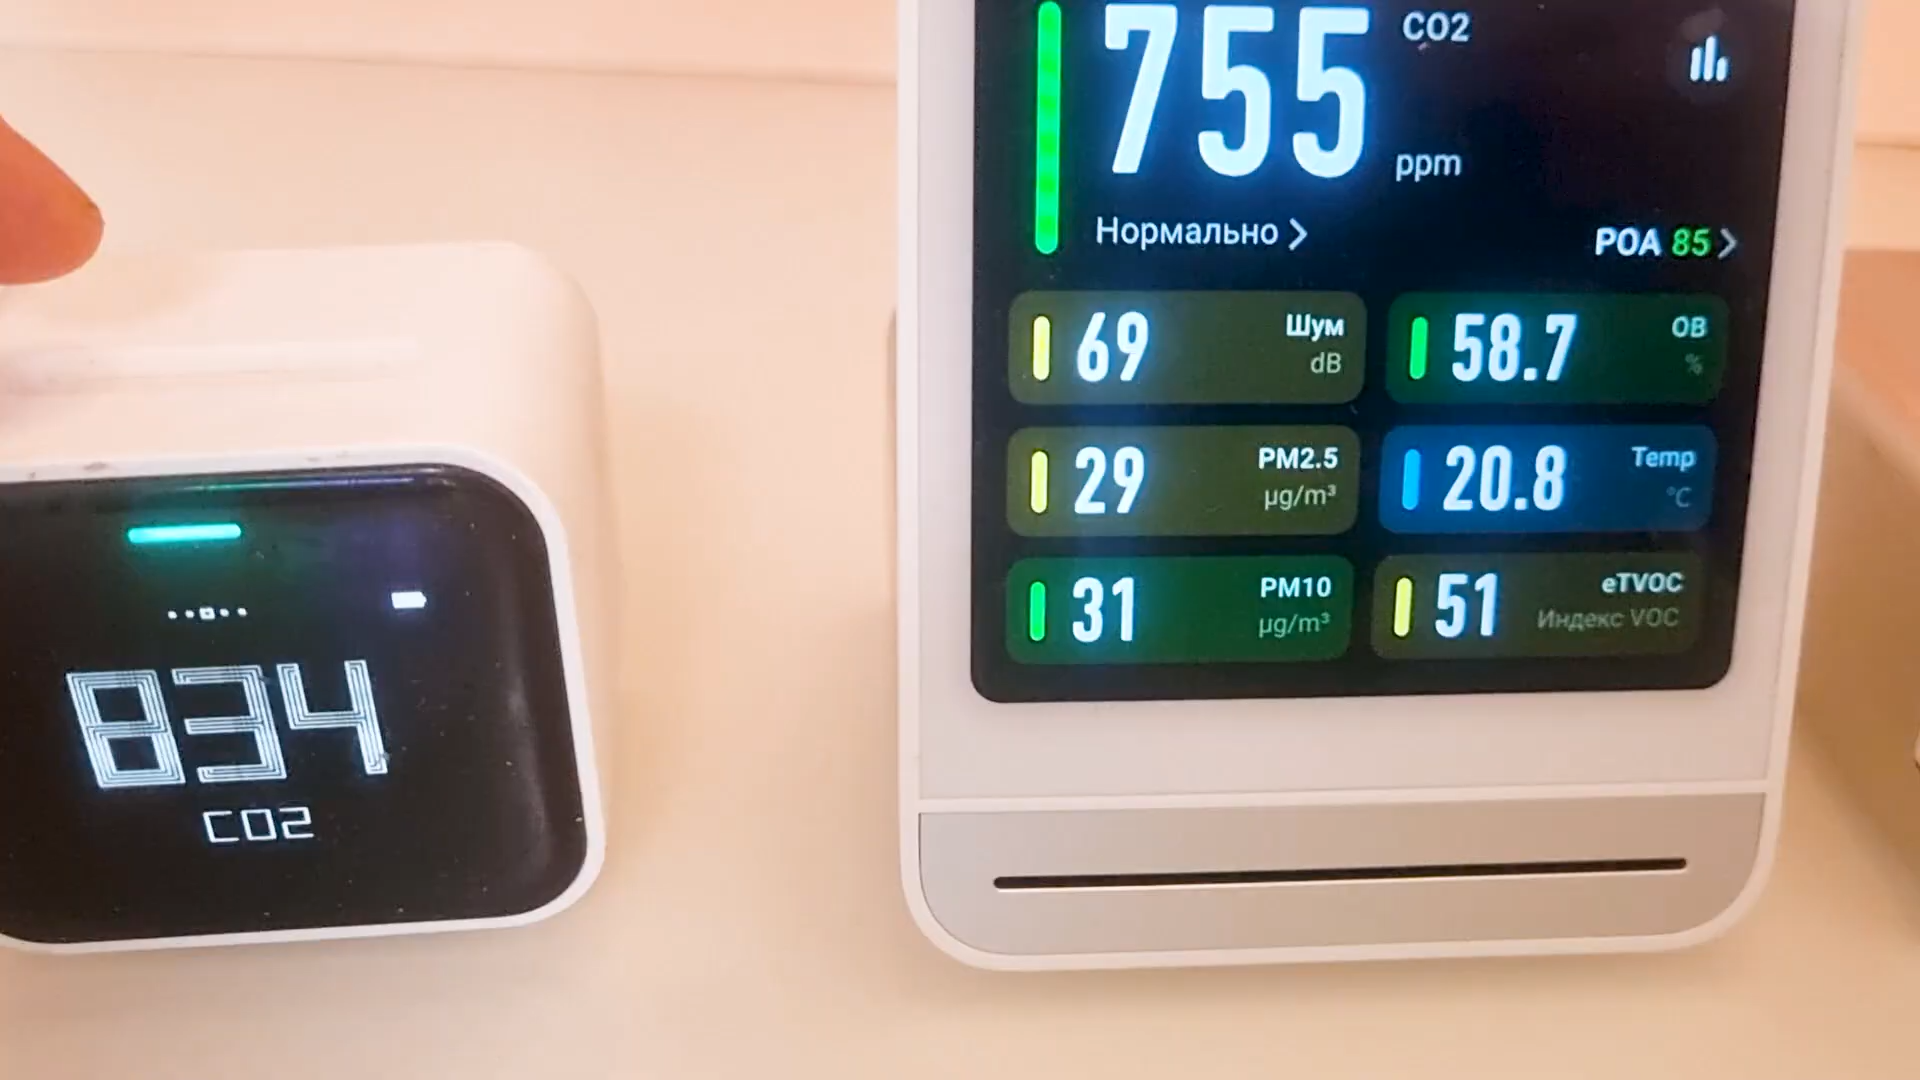 834
CO2
755
CO2
ppm
Нормально
POA 85
69
Шум
dB
58.7
ОВ
%
29
PM2.5
µg/m³
20.8
Temp
°C
31
PM10
µg/m³
51
eTVOC
Индекс VOC